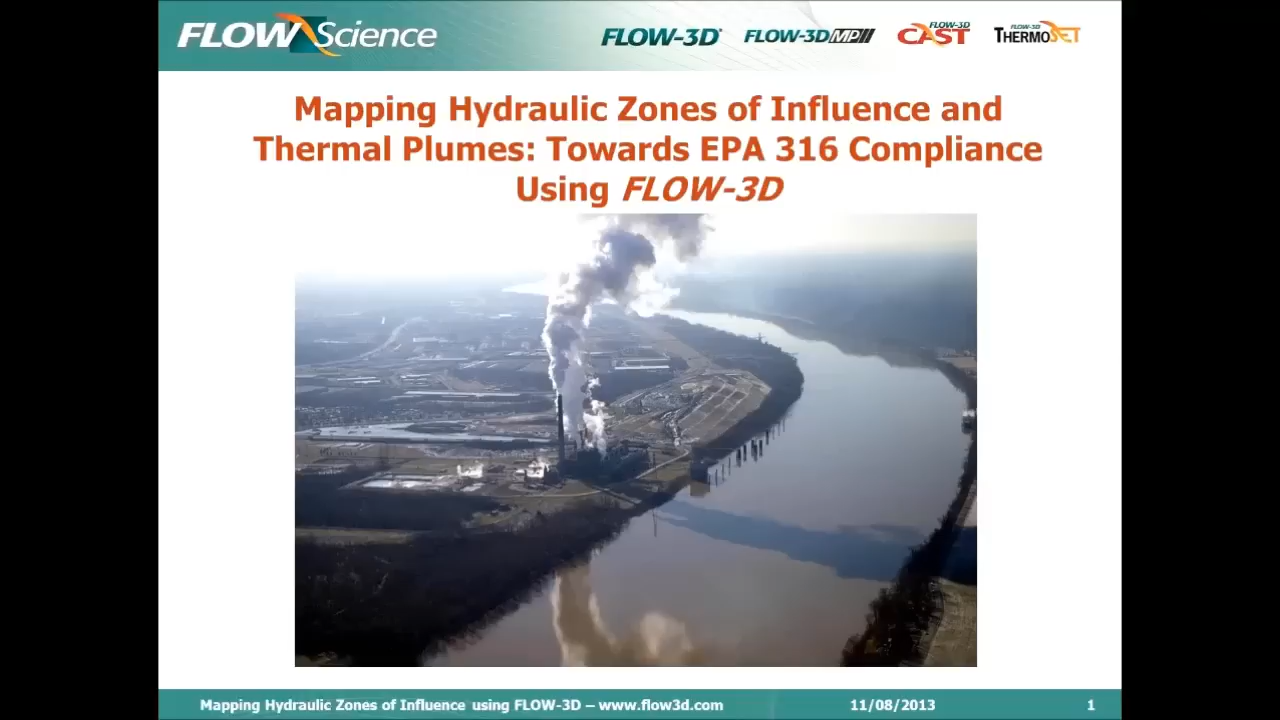 FLOW Science
FLOW-3D
FLOW-3D MP
FLOW-3D CAST
FLOW-3D THERMOSET
Mapping Hydraulic Zones of Influence and
Thermal Plumes: Towards EPA 316 Compliance
Using FLOW-3D
Mapping Hydraulic Zones of Influence using FLOW-3D – www.flow3d.com 11/08/2013 1